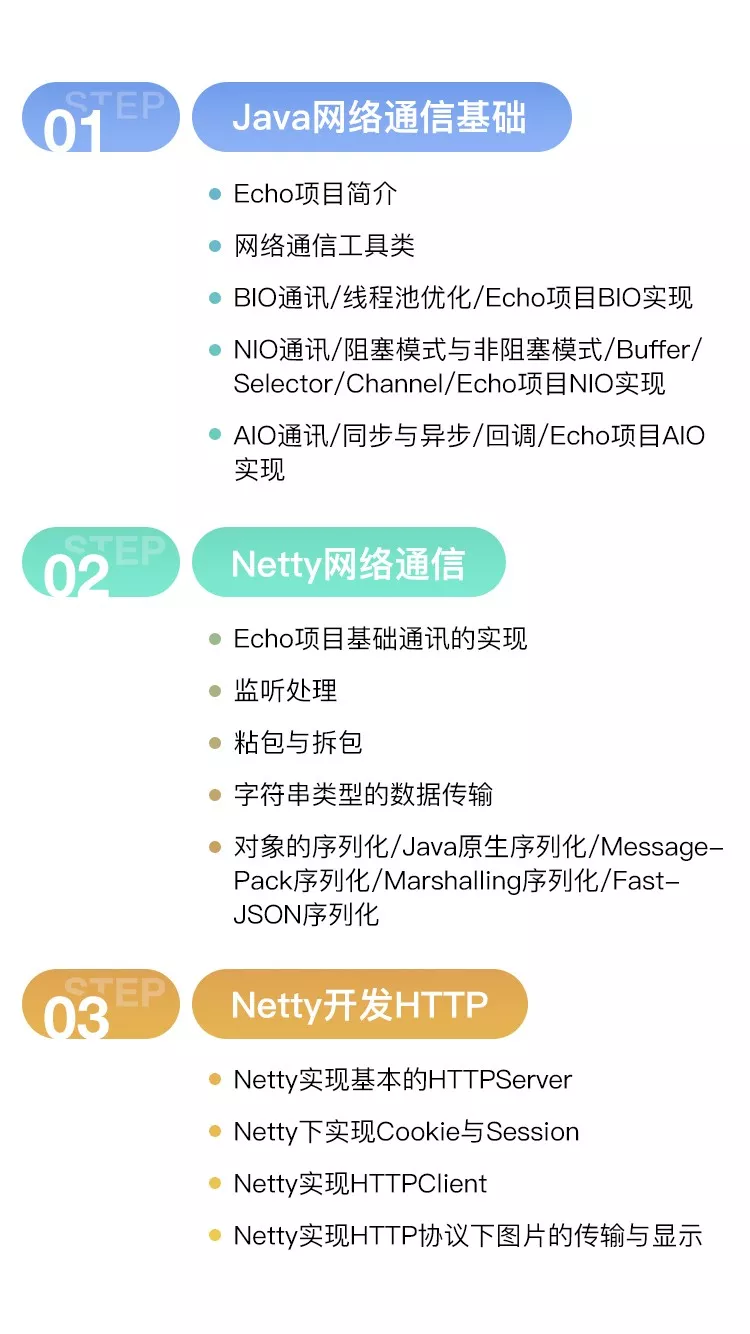 STEP
01
Java网络通信基础
Echo项目简介
网络通信工具类
BIO通讯/线程池优化/Echo项目BIO实现
NIO通讯/阻塞模式与非阻塞模式/Buffer/
Selector/Channel/Echo项目NIO实现
AIO通讯/同步与异步/回调/Echo项目AIO
实现
STEP
02
Netty网络通信
Echo项目基础通讯的实现
监听处理
粘包与拆包
字符串类型的数据传输
对象的序列化/Java原生序列化/Message-
Pack序列化/Marshalling序列化/Fast-
JSON序列化
STEP
03
Netty开发HTTP
Netty实现基本的HTTPServer
Netty下实现Cookie与Session
Netty实现HTTPClient
Netty实现HTTP协议下图片的传输与显示